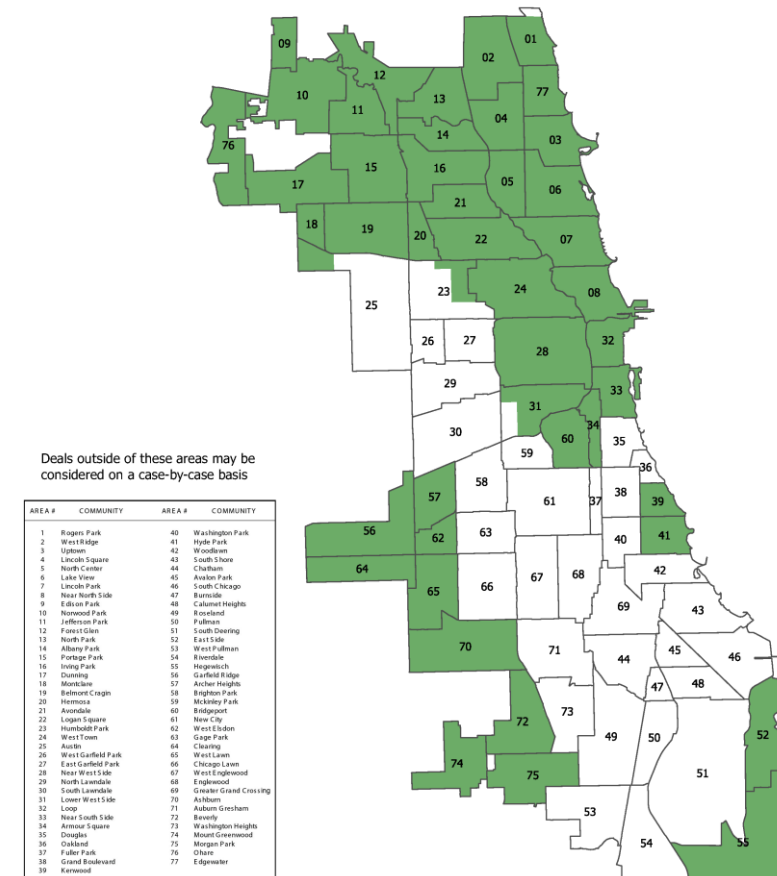 09
01
02
12
10
13
77
11
04
14
03
76
15
16
05
17
06
21
18
19
20
22
07
23
24
08
25
26
27
28
32
29
33
31
34
30
60
35
59
36
Deals outside of these areas may be
considered on a case-by-case basis
58
57
61
37
38
39
56
62
63
40
41
64
42
65
66
67
68
69
43
70
71
44
45
46
47
48
72
73
49
50
52
74
75
51
53
54
55
AREA # COMMUNITY AREA # COMMUNITY
1 Rogers Park 40 Washington Park
2 West Ridge 41 Hyde Park
3 Uptown 42 Woodlawn
4 Lincoln Square 43 South Shore
5 North Center 44 Chatham
6 Lake View 45 Avalon Park
7 Lincoln Park 46 South Chicago
8 Near North Side 47 Burnside
9 Edison Park 48 Calumet Heights
10 Norwood Park 49 Roseland
11 Jefferson Park 50 Pullman
12 Forest Glen 51 South Deering
13 North Park 52 East Side
14 Albany Park 53 West Pullman
15 Portage Park 54 Riverdale
16 Irving Park 55 Hegewisch
17 Dunning 56 Garfield Ridge
18 Montclare 57 Archer Heights
19 Belmont Cragin 58 Brighton Park
20 Hermosa 59 Mckinley Park
21 Avondale 60 Bridgeport
22 Logan Square 61 New City
23 Humboldt Park 62 West Elsdon
24 West Town 63 Gage Park
25 Austin 64 Clearing
26 West Garfield Park 65 West Lawn
27 East Garfield Park 66 Chicago Lawn
28 Near West Side 67 West Englewood
29 North Lawndale 68 Englewood
30 South Lawndale 69 Greater Grand Crossing
31 Lower West Side 70 Ashburn
32 Loop 71 Auburn Gresham
33 Near South Side 72 Beverly
34 Armour Square 73 Washington Heights
35 Douglas 74 Mount Greenwood
36 Oakland 75 Morgan Park
37 Fuller Park 76 Ohare
38 Grand Boulevard 77 Edgewater
39 Kenwood